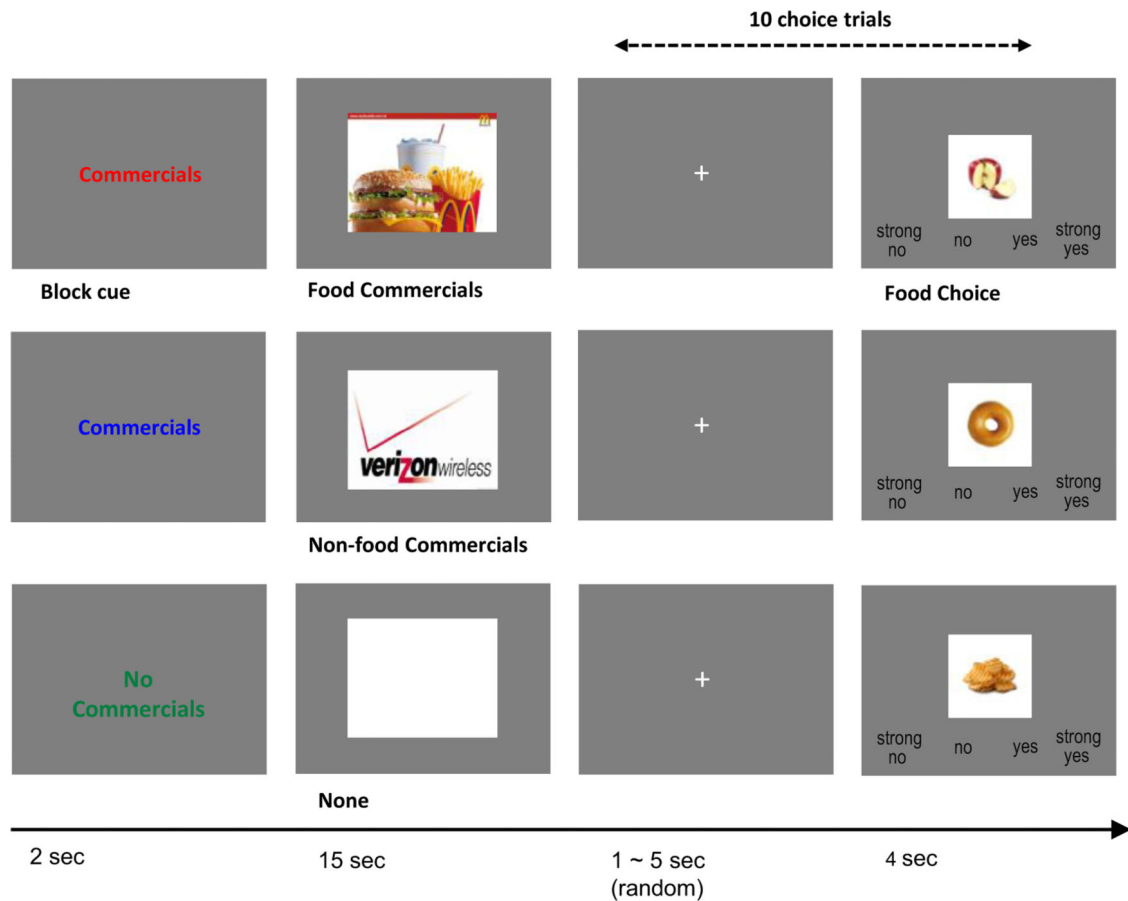 10 choice trials
Commercials
strong no
no
yes
strong yes
Block cue
Food Commercials
Food Choice
Commercials
verizonwireless
strong no
no
yes
strong yes
Non-food Commercials
No
Commercials
strong no
no
yes
strong yes
None
2 sec
15 sec
1 ~ 5 sec
(random)
4 sec